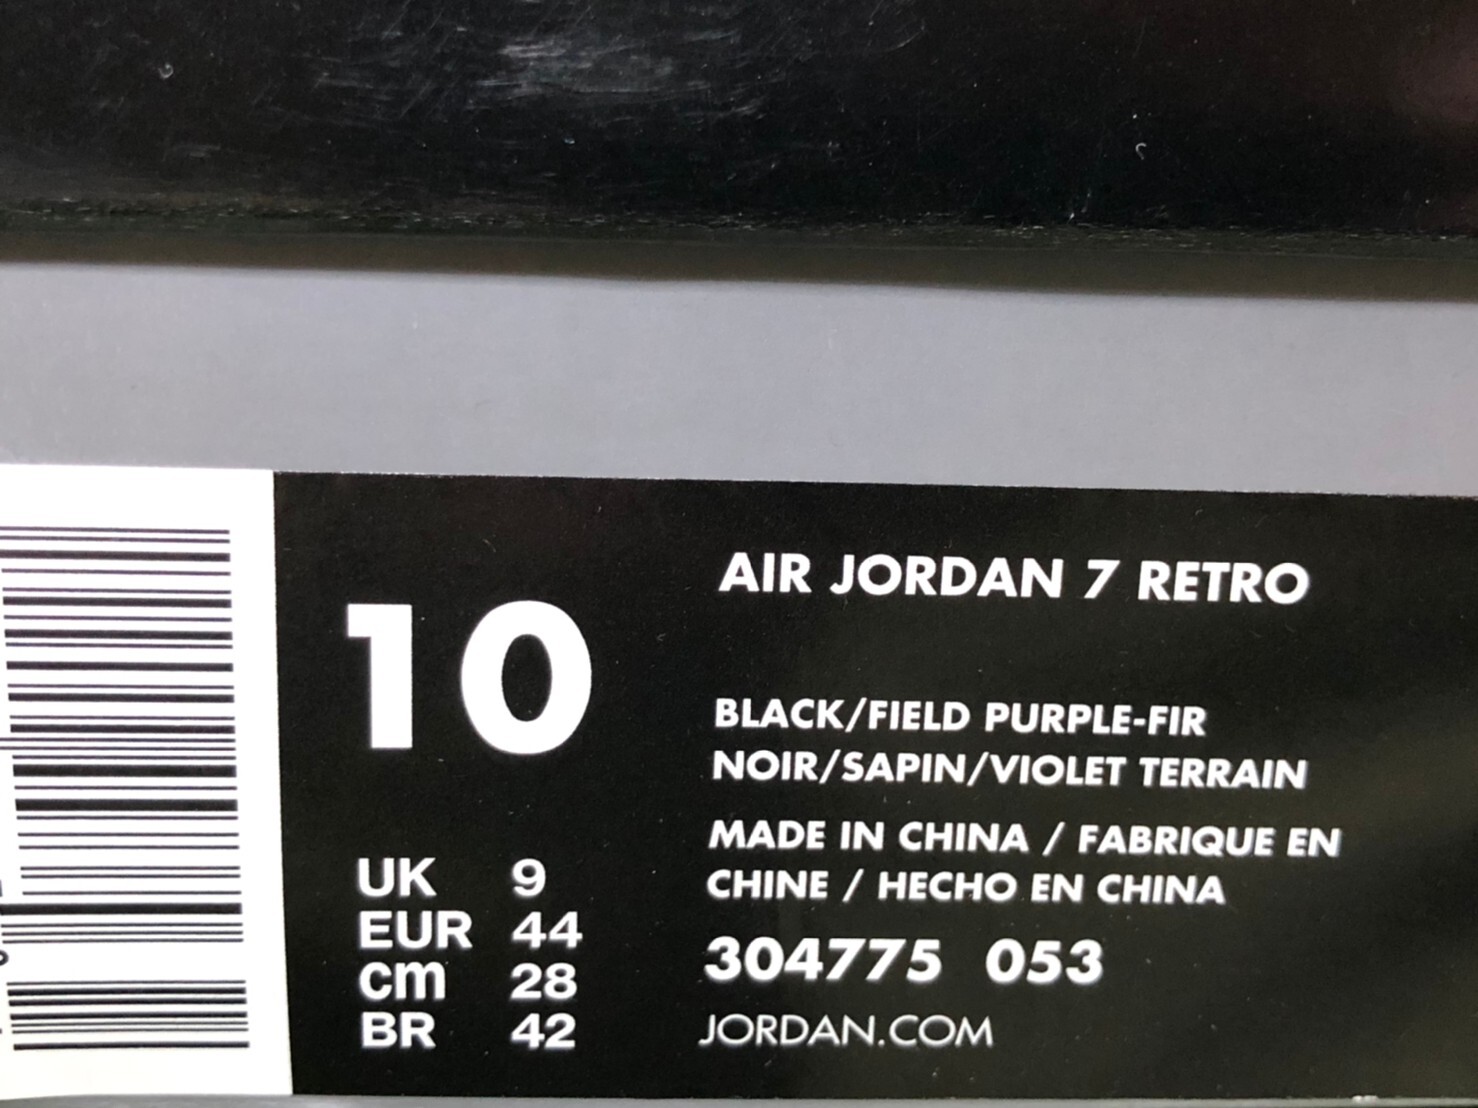 10
UK 9
EUR 44
cm 28
BR 42
AIR JORDAN 7 RETRO
BLACK/FIELD PURPLE-FIR
NOIR/SAPIN/VIOLET TERRAIN
MADE IN CHINA / FABRIQUE EN
CHINE / HECHO EN CHINA
304775 053
JORDAN.COM